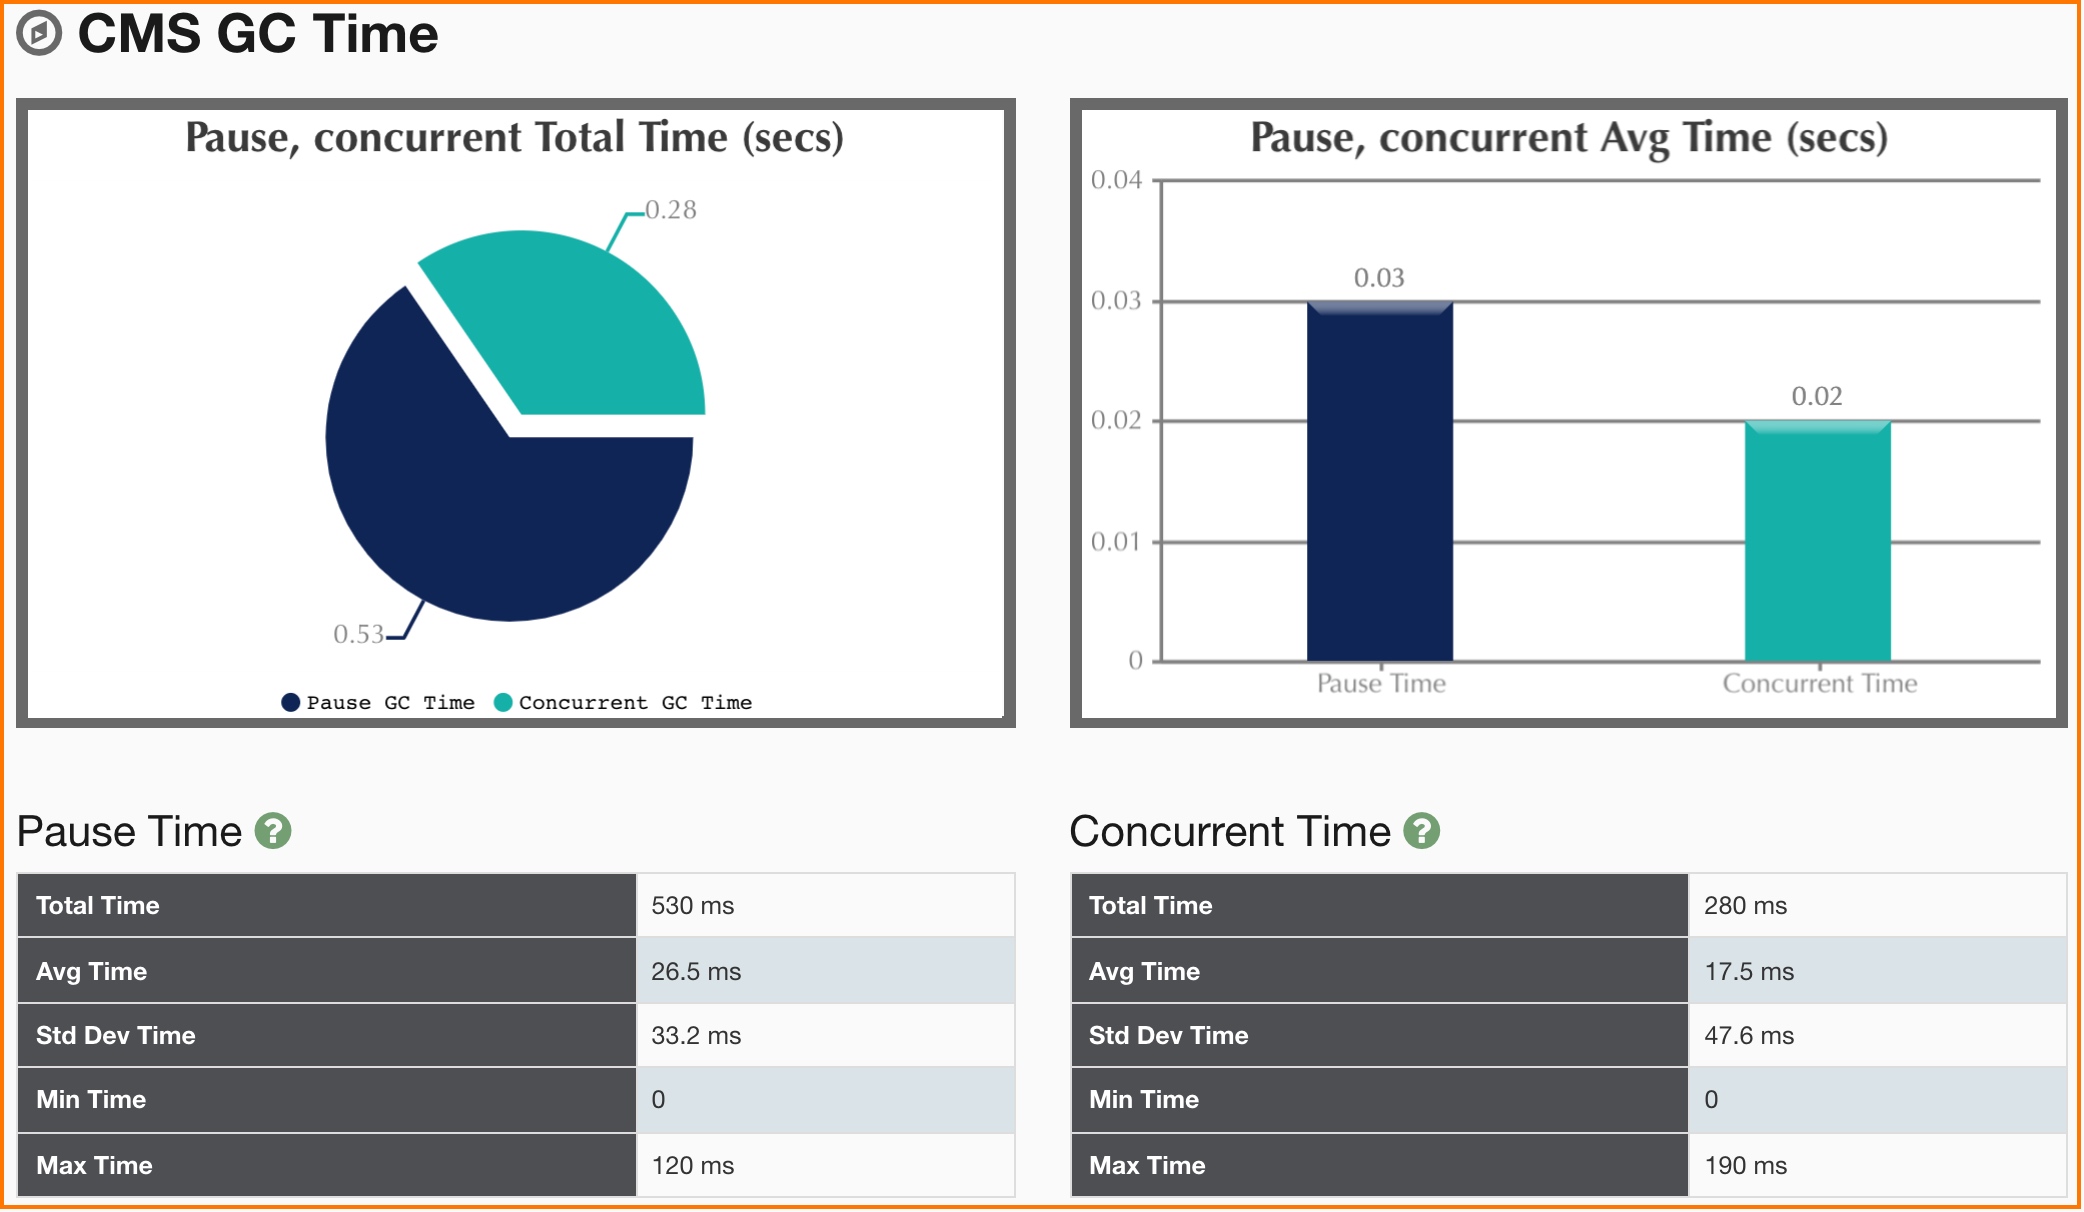 CMS GC Time
Pause, concurrent Total Time (secs)
0.28
0.53
Pause GC Time Concurrent GC Time
Pause, concurrent Avg Time (secs)
0.04
0.03
0.03
0.02
0.02
0.01
0
Pause Time Concurrent Time
Pause Time ?
Total Time 530 ms
Avg Time 26.5 ms
Std Dev Time 33.2 ms
Min Time 0
Max Time 120 ms
Concurrent Time ?
Total Time 280 ms
Avg Time 17.5 ms
Std Dev Time 47.6 ms
Min Time 0
Max Time 190 ms